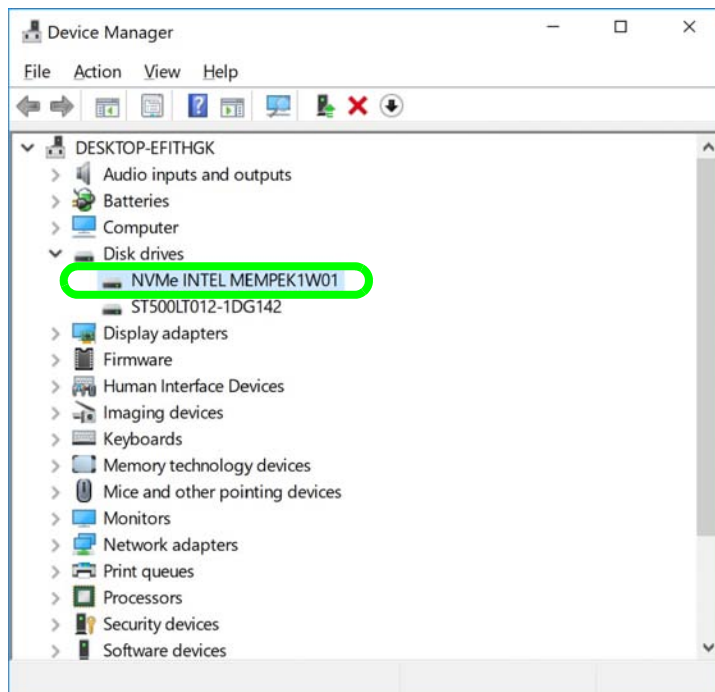 Device Manager
File Action View Help
DESKTOP-EFITHGK
Audio inputs and outputs
Batteries
Computer
Disk drives
NVMe INTEL MEMPEK1W01
ST500LT012-1DG142
Display adapters
Firmware
Human Interface Devices
Imaging devices
Keyboards
Memory technology devices
Mice and other pointing devices
Monitors
Network adapters
Print queues
Processors
Security devices
Software devices